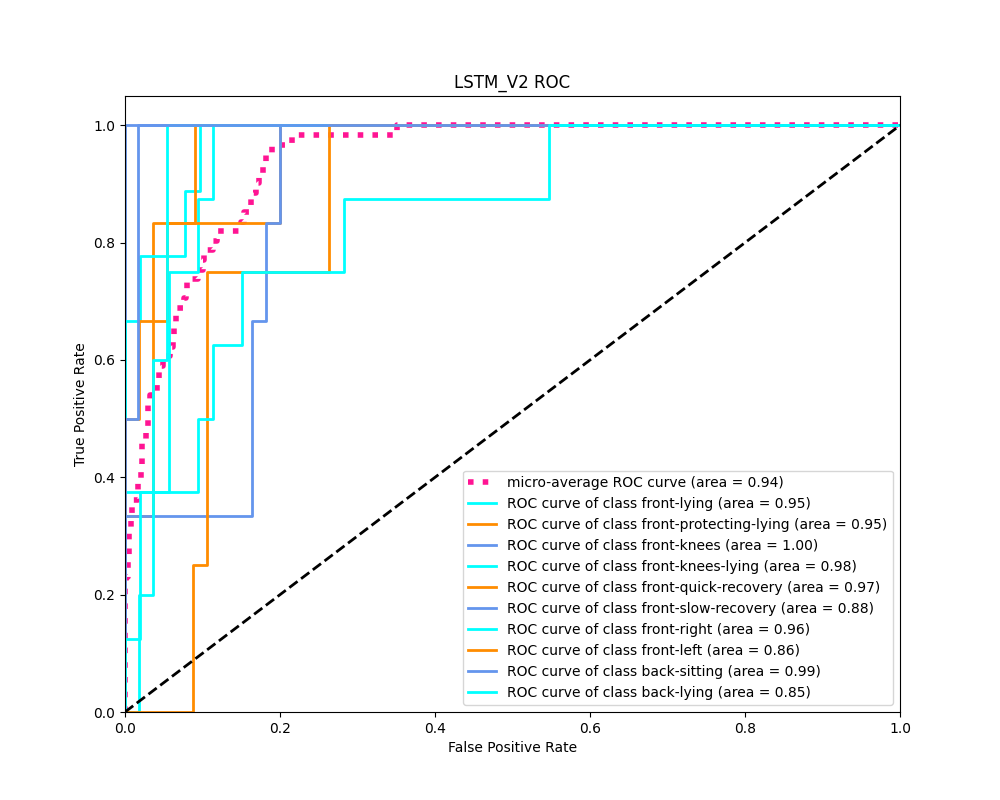 LSTM_V2 ROC
True Positive Rate
1.0
0.8
0.6
0.4
0.2
0.0
micro-average ROC curve (area = 0.94)
ROC curve of class front-lying (area = 0.95)
ROC curve of class front-protecting-lying (area = 0.95)
ROC curve of class front-knees (area = 1.00)
ROC curve of class front-knees-lying (area = 0.98)
ROC curve of class front-quick-recovery (area = 0.97)
ROC curve of class front-slow-recovery (area = 0.88)
ROC curve of class front-right (area = 0.96)
ROC curve of class front-left (area = 0.86)
ROC curve of class back-sitting (area = 0.99)
ROC curve of class back-lying (area = 0.85)
0.0 0.2 0.4 0.6 0.8 1.0
False Positive Rate